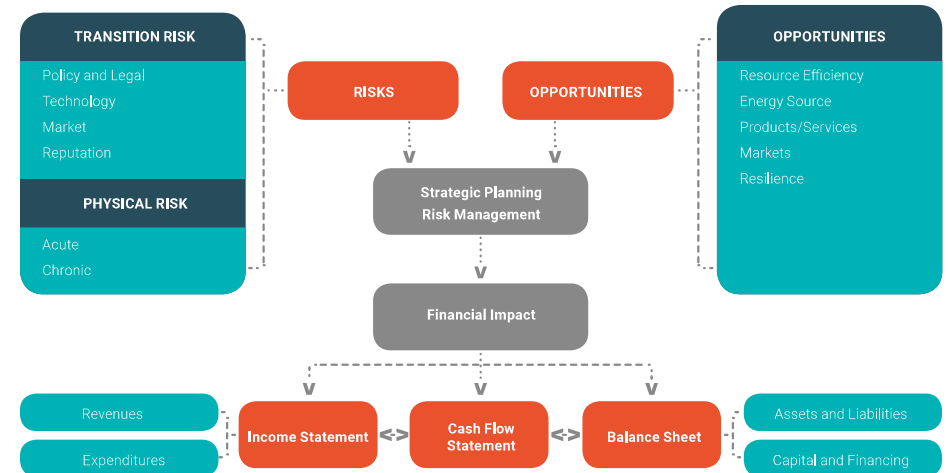 TRANSITION RISK
Policy and Legal
Technology
Market
Reputation
PHYSICAL RISK
Acute
Chronic
RISKS
OPPORTUNITIES
OPPORTUNITIES
Resource Efficiency
Energy Source
Products/Services
Markets
Resilience
Strategic Planning
Risk Management
Financial Impact
Revenues
Expenditures
Income Statement
Cash Flow
Statement
Balance Sheet
Assets and Liabilities
Capital and Financing